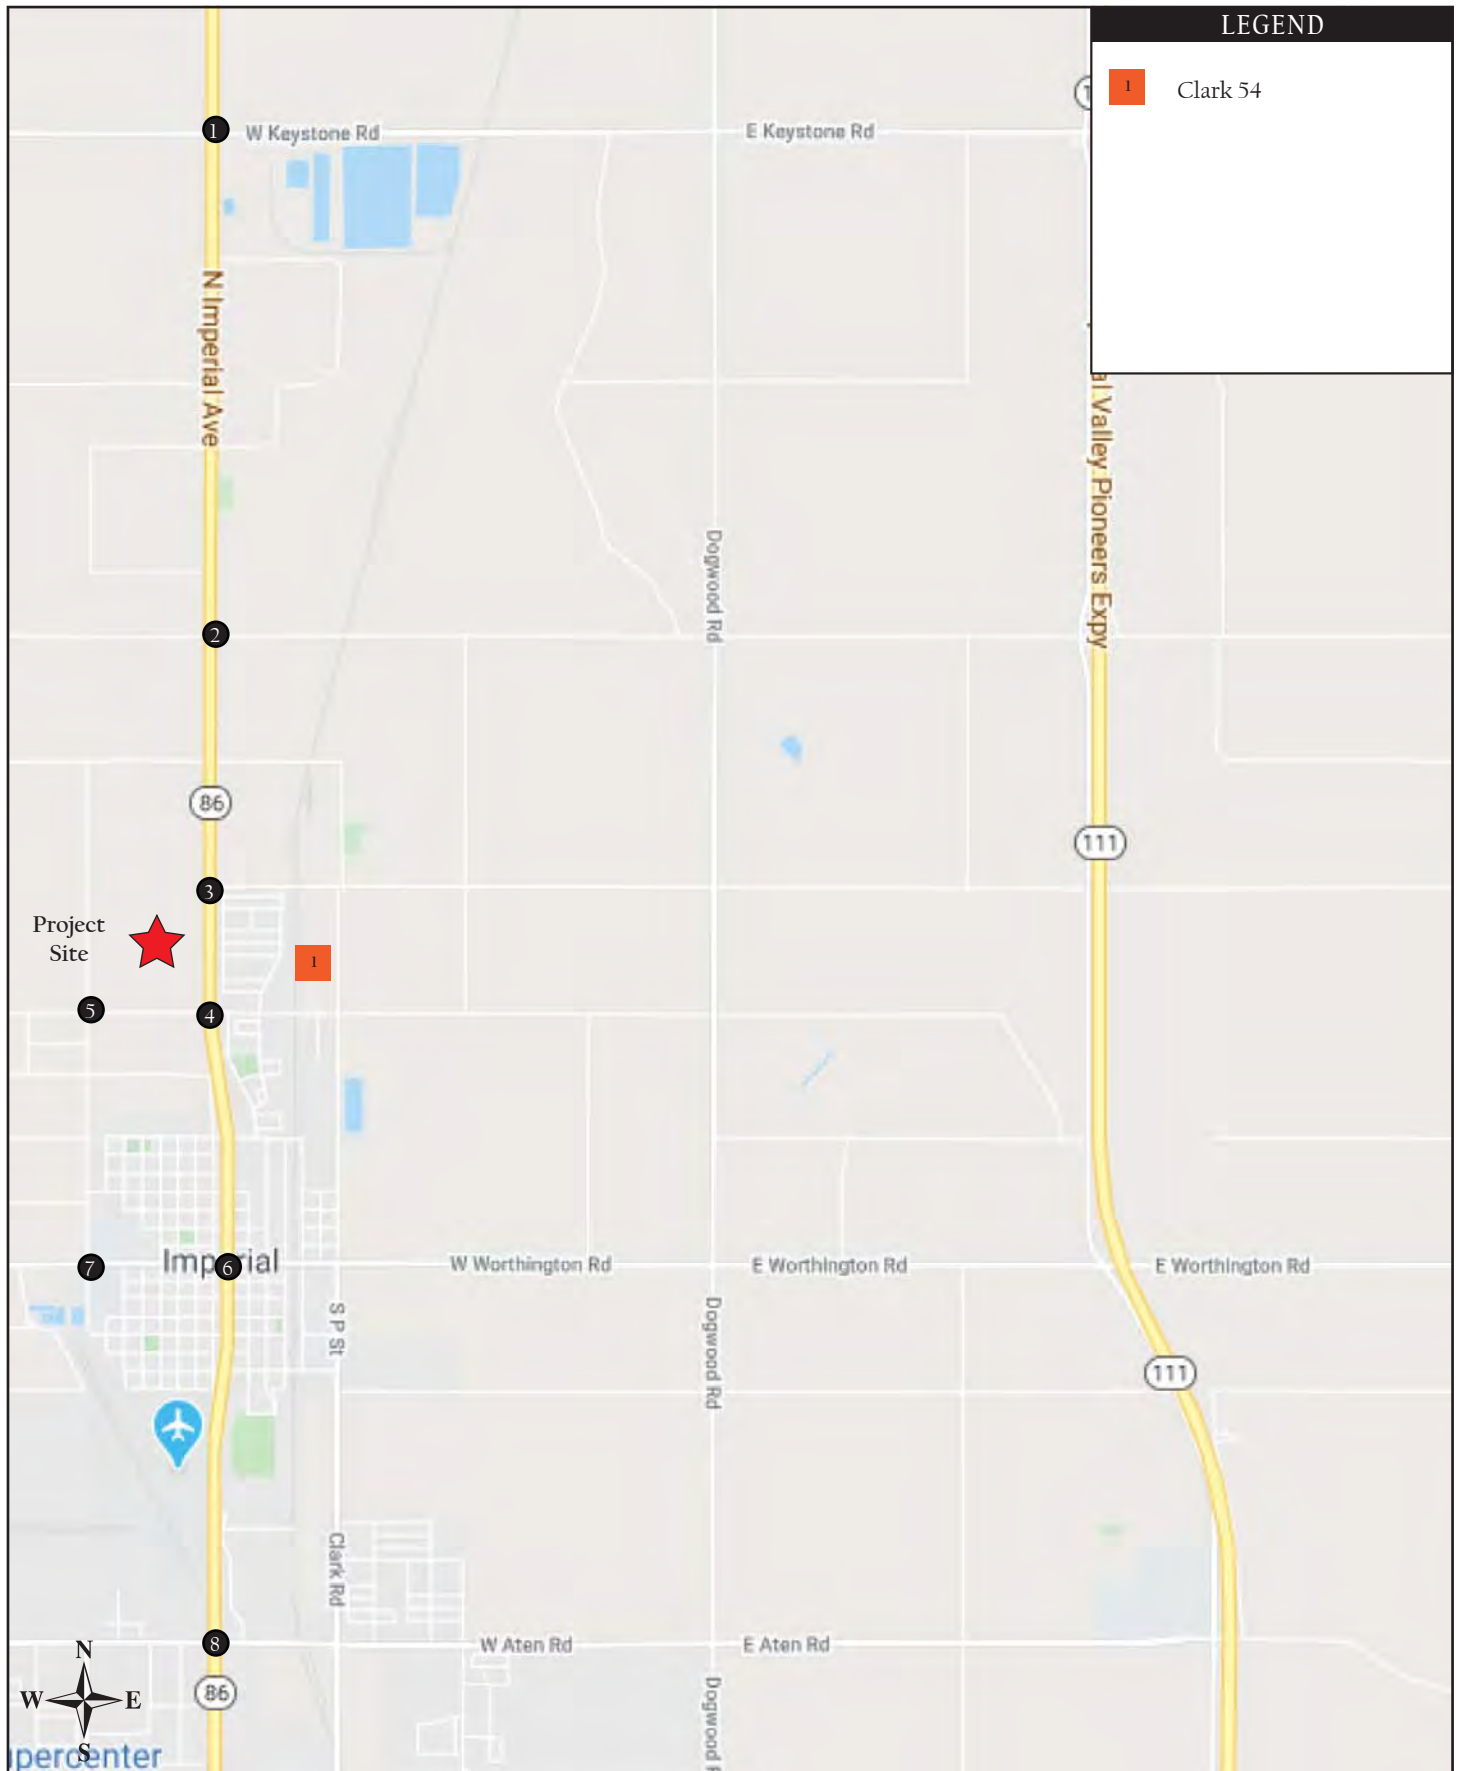 LEGEND
1 Clark 54
1
W Keystone Rd
E Keystone Rd
N Imperial Ave
al Valley Pioneers Expy
Dogwood Rd
2
86
111
3
Project
Site
1
5
4
7
Imperial
6
W Worthington Rd
E Worthington Rd
E Worthington Rd
S P St
Dogwood Rd
111
Clark Rd
8
W Aten Rd
E Aten Rd
N
W
E
S
86
Dogwood
percenter